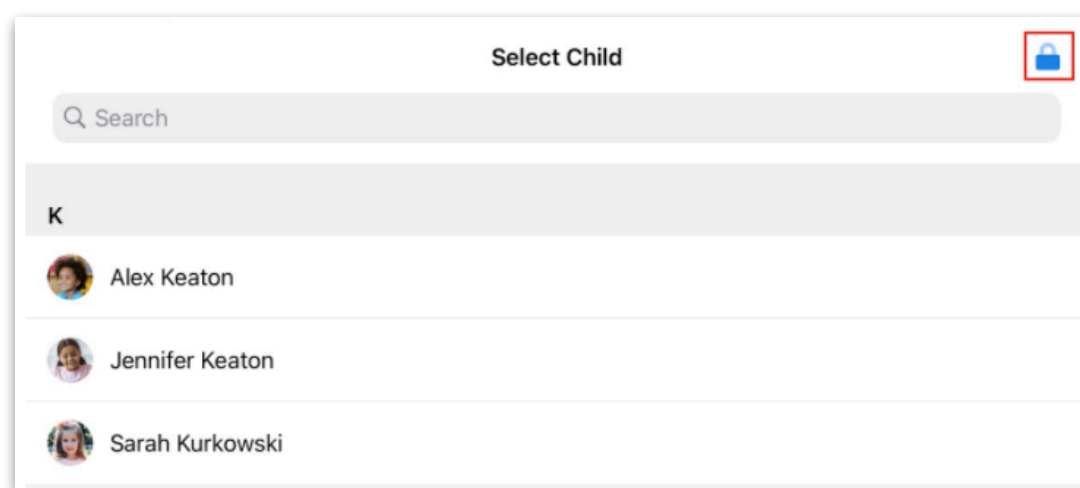 Select Child
Search
K
Alex Keaton
Jennifer Keaton
Sarah Kurkowski